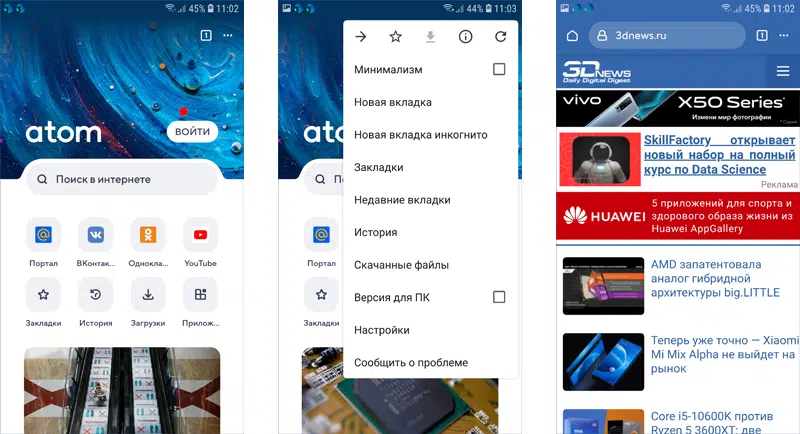 45% 11:02
1
atom
ВОЙТИ
Поиск в интернете
Портал
ВКонтак...
Однокла...
YouTube
Закладки
История
Загрузки
Прилож...
44% 11:03
Минимализм
Новая вкладка
Новая вкладка инкогнито
Закладки
Недавние вкладки
История
Скачанные файлы
Версия для ПК
Настройки
Сообщить о проблеме
atom
Портал
Закладки
45% 11:02
3dnews.ru
1
3DNEWS
Daily Digital Digest
vivo
X50 Series*
Измени мир фотографии
SkillFactory открывает
новый набор на полный
курс по Data Science
Реклама
HUAWEI
5 приложений для спорта и
здорового образа жизни из
Huawei AppGallery
AMD запатентовала
аналог гибридной
архитектуры big.LITTLE
Теперь уже точно — Xiaomi
Mi Mix Alpha не выйдет на
рынок
Core i5-10600K против
Ryzen 5 3600XT: две